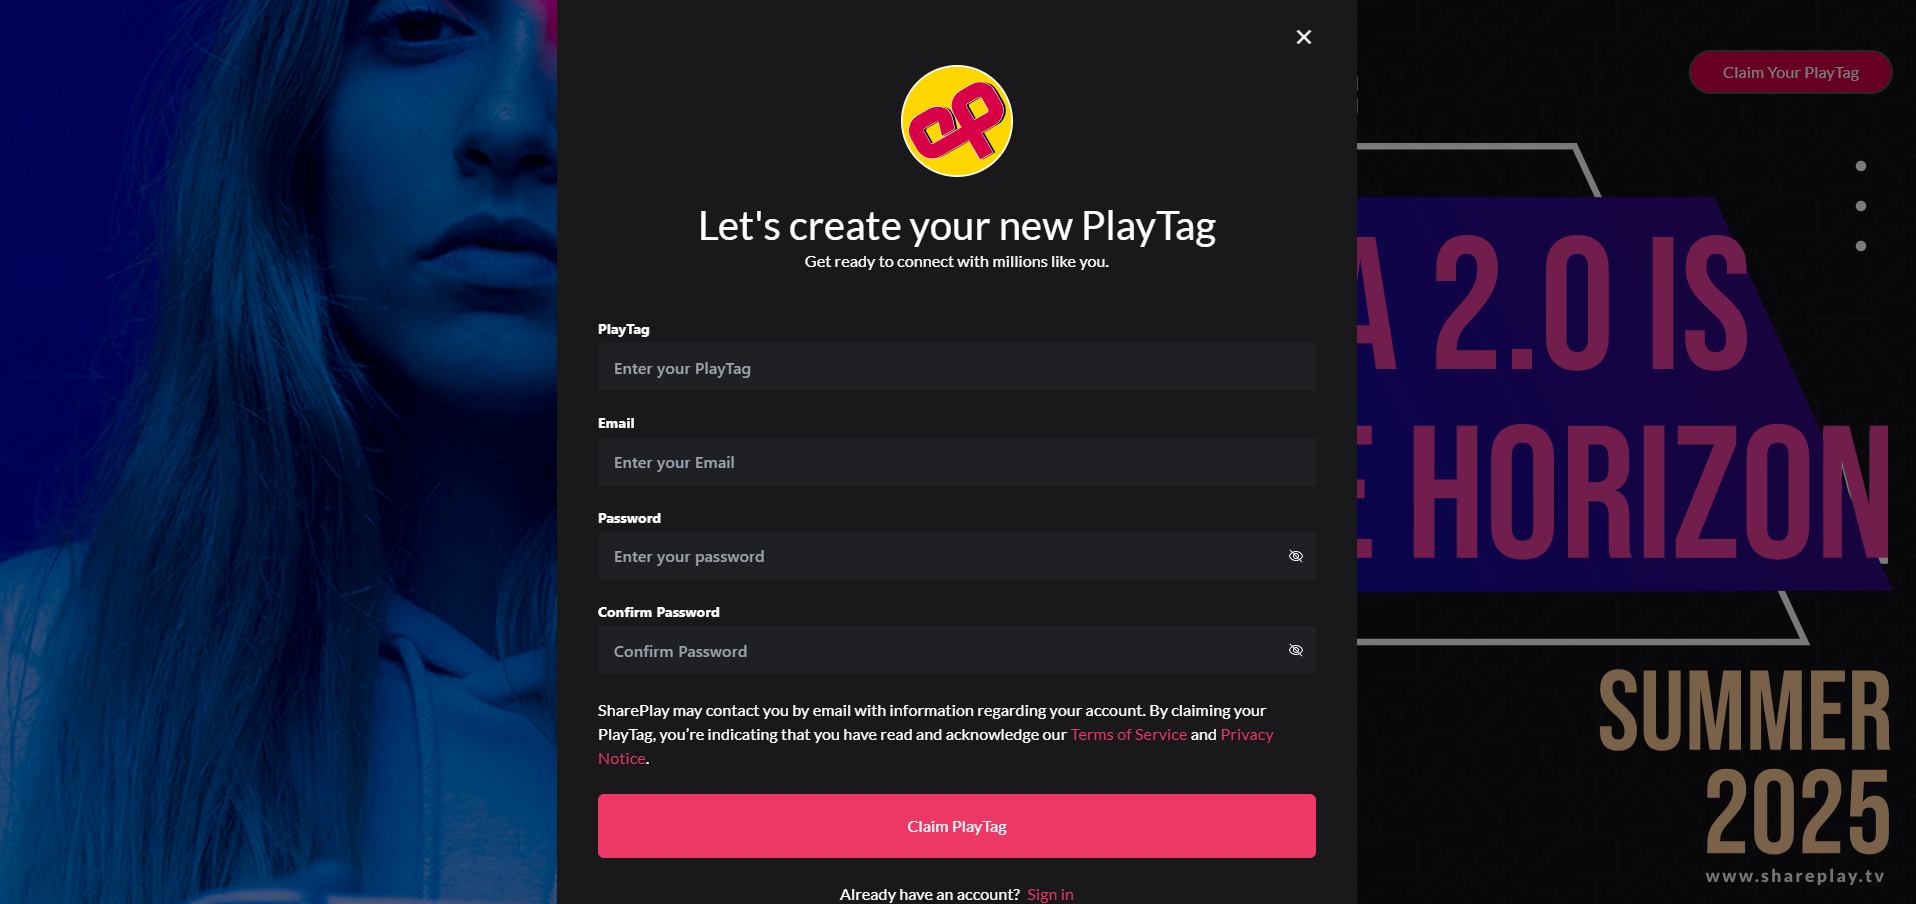 Claim Your PlayTag
Let's create your new PlayTag
Get ready to connect with millions like you.
PlayTag
Enter your PlayTag
Email
Enter your Email
Password
Enter your password
Confirm Password
Confirm Password
SharePlay may contact you by email with information regarding your account. By claiming your
PlayTag, you're indicating that you have read and acknowledge our Terms of Service and Privacy
Notice.
Claim PlayTag
Already have an account? Sign in
A 2.0 IS
E HORIZON
SUMMER
2025
www.shareplay.tv